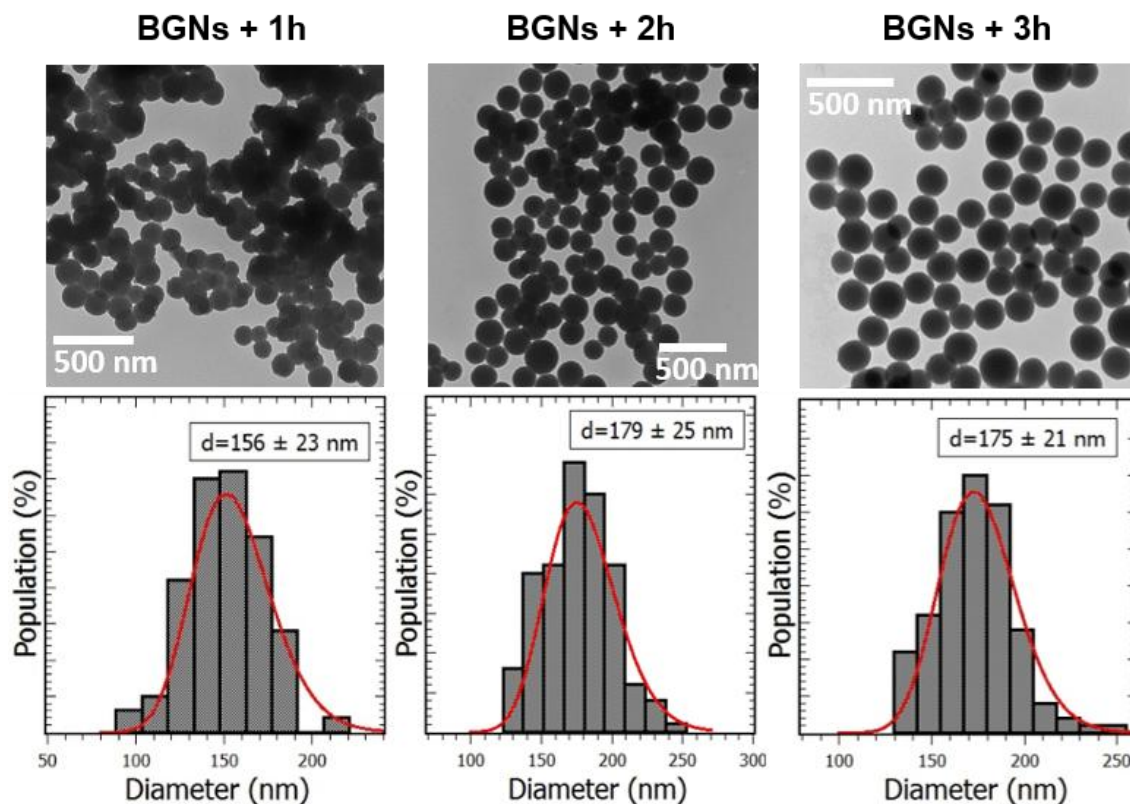 BGNs + 1h
BGNs + 2h
BGNs + 3h
500 nm
500 nm
500 nm
d=156 ± 23 nm
d=179 ± 25 nm
d=175 ± 21 nm
Population (%)
Population (%)
Population (%)
50 100 150 200
100 150 200 250 300
100 150 200 250
Diameter (nm)
Diameter (nm)
Diameter (nm)